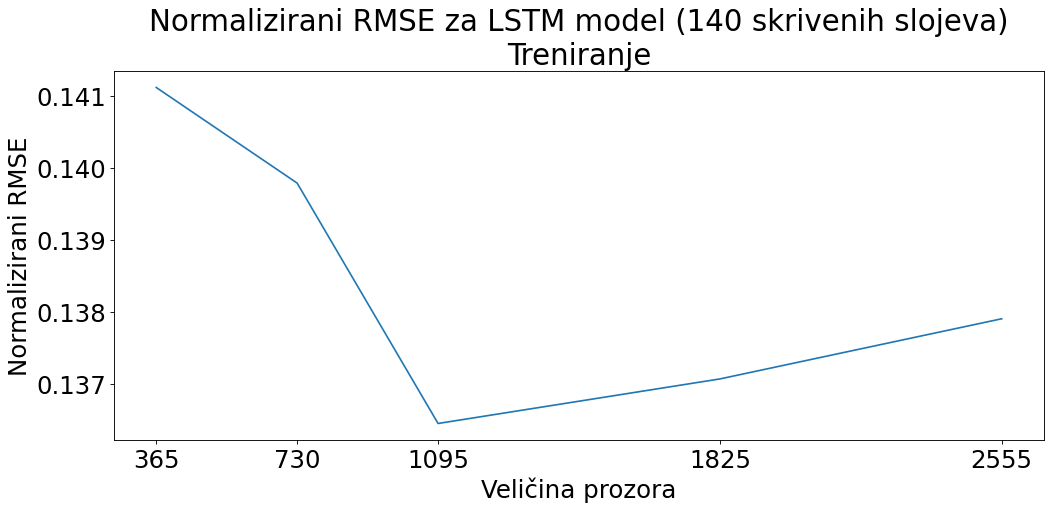 Normalizirani RMSE za LSTM model (140 skrivenih slojeva)
Treniranje
Normalizirani RMSE
0.141
0.140
0.139
0.138
0.137
365 730 1095 1825 2555
Veličina prozora